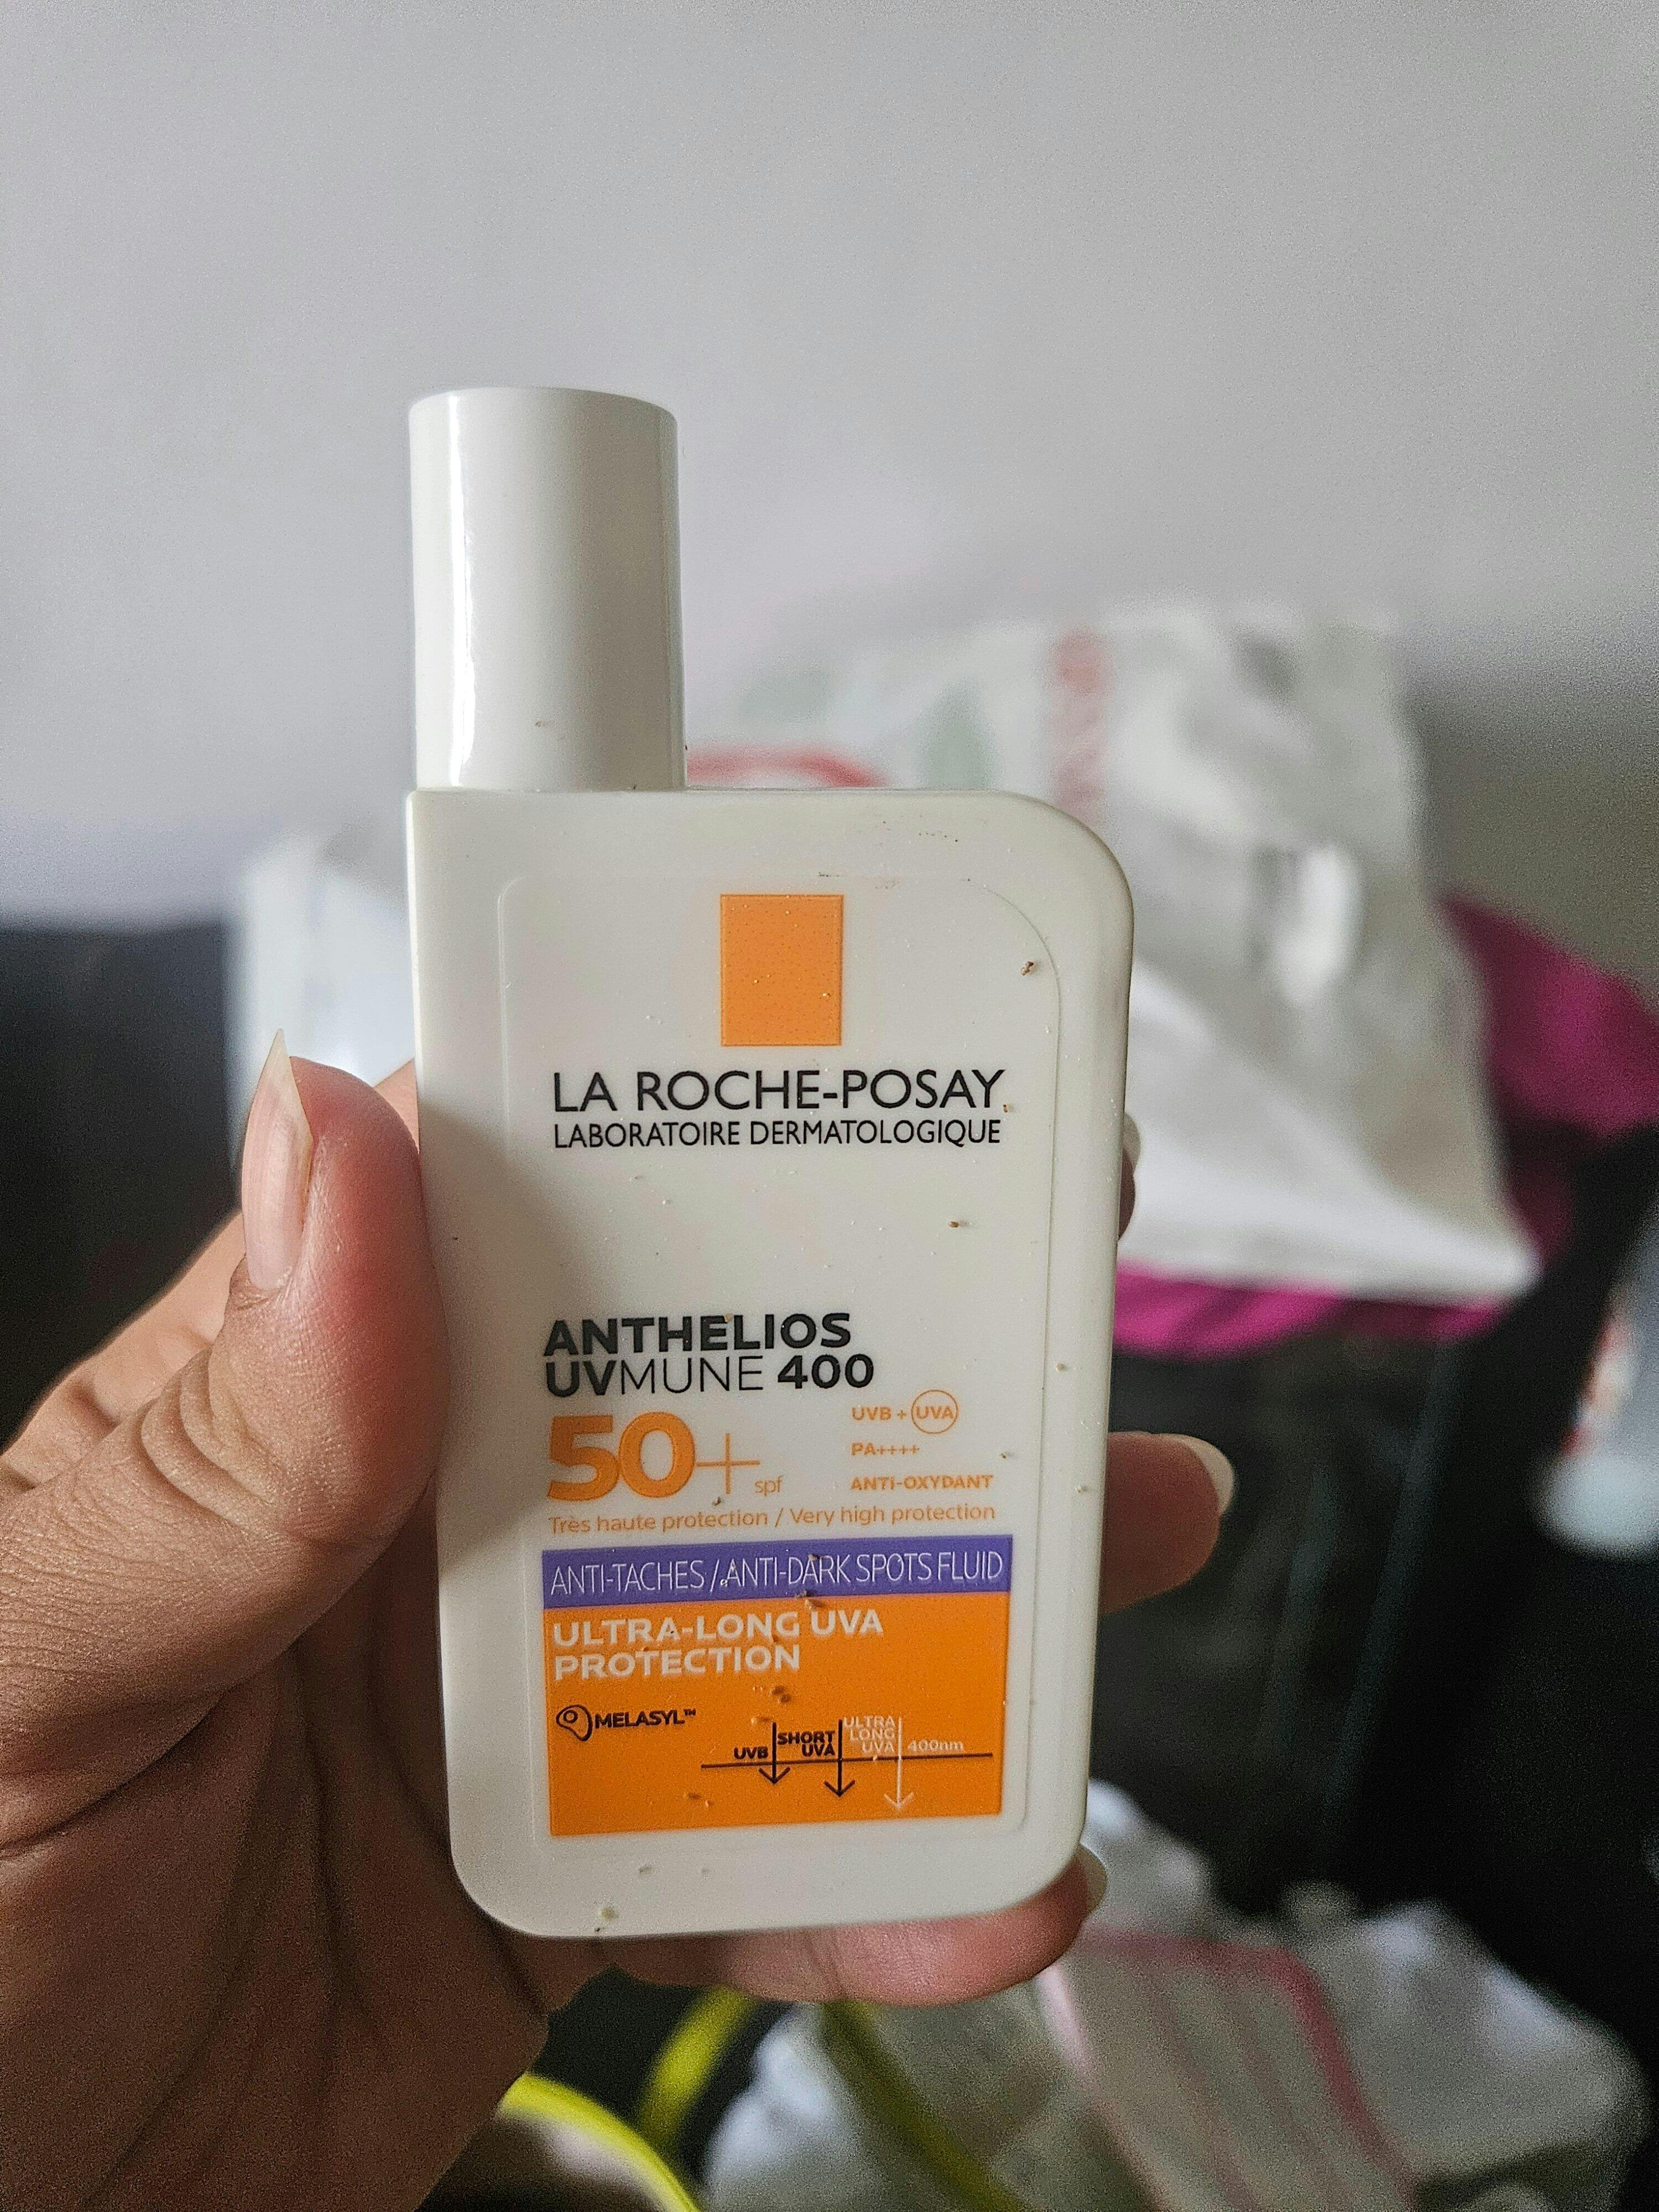 LA ROCHE-POSAY
LABORATOIRE DERMATOLOGIQUE
ANTHELIOS
UVMUNE 400
50+ spf
UVB + UVA
PA++++
ANTI-OXYDANT
Très haute protection / Very high protection
ANTI-TACHES / ANTI-DARK SPOTS FLUID
ULTRA-LONG UVA
PROTECTION
MELASYL™
UVB
SHORT
UVA
ULTRA
LONG
UVA
400nm